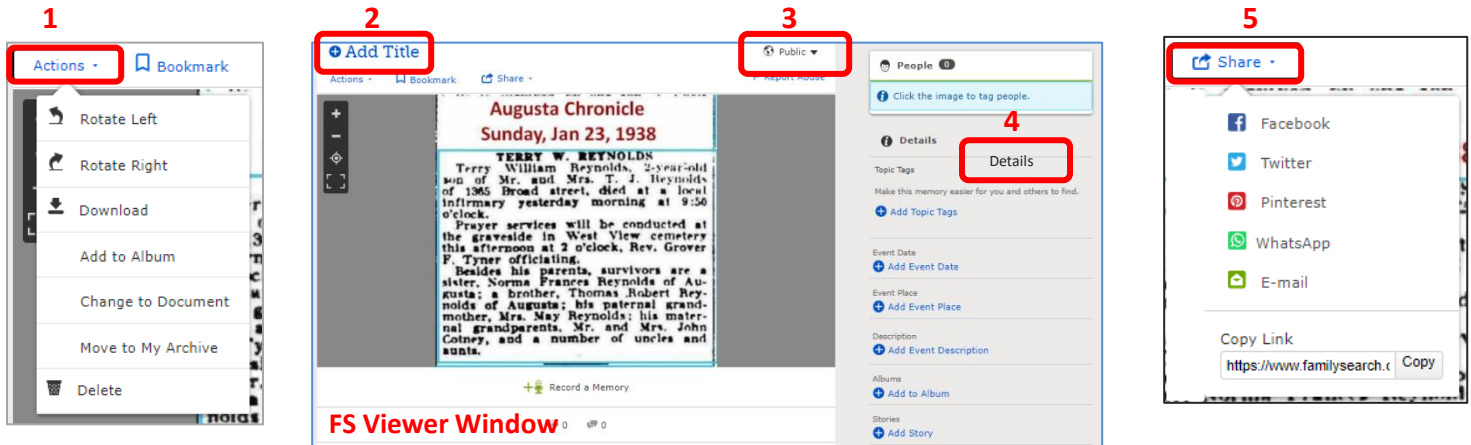 1
Actions
Bookmark
Rotate Left
Rotate Right
Download
Add to Album
Change to Document
Move to My Archive
Delete
2
Add Title
3
Public
Actions
Bookmark
Share
Report Abuse
Augusta Chronicle
Sunday, Jan 23, 1938
TERRY W. REYNOLDS
Terry William Reynolds, 2-year-old
son of Mr. and Mrs. T. J. Reynolds
of 1365 Broad street, died at a local
infirmary yesterday morning at 9:50
o'clock.
Prayer services will be conducted at
the graveside in West View cemetery
this afternoon at 2 o'clock, Rev. Grover
F. Tyner officiating.
Besides his parents, survivors are a
sister, Norma Frances Reynolds of Au-
gusta; a brother, Thomas Robert Rey-
nolds of Augusta; his paternal grand-
mother, Mrs. May Reynolds; his mater-
nal grandparents, Mr. and Mrs. John
Cotney, and a number of uncles and
aunts.
Record a Memory
FS Viewer Window
0
0
People 0
Click the image to tag people.
4
Details
Details
Topic Tags
Make this memory easier for you and others to find.
Add Topic Tags
Event Date
Add Event Date
Event Place
Add Event Place
Description
Add Event Description
Albums
Add to Album
Stories
Add Story
5
Share
Facebook
Twitter
Pinterest
WhatsApp
E-mail
Copy Link
https://www.familysearch.c Copy